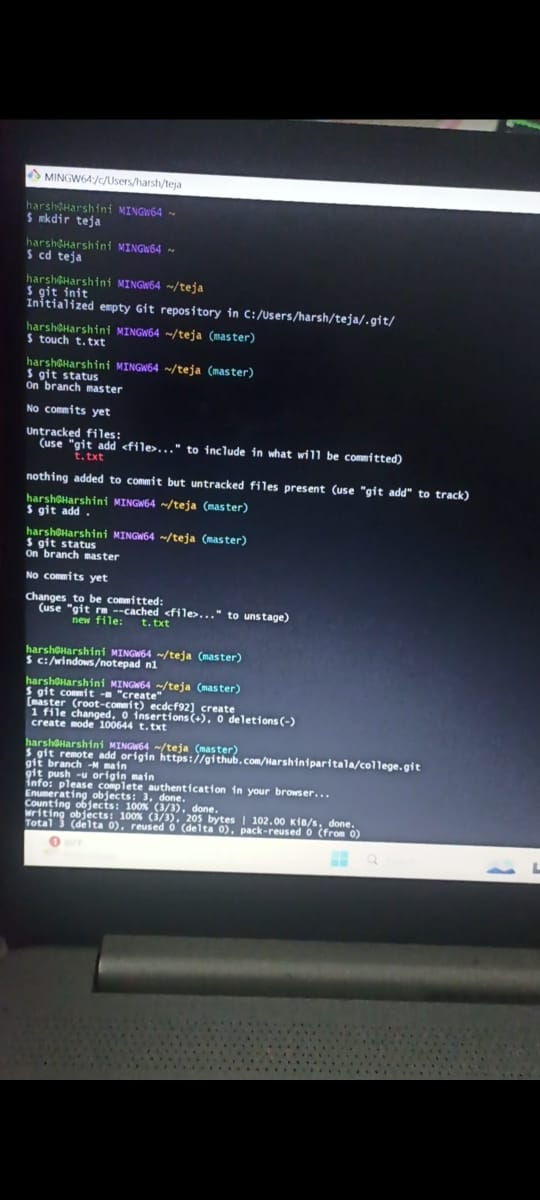 MINGW64:/c/Users/harsh/teja
harsh@Harshini MINGW64 ~
$ mkdir teja
harsh@Harshini MINGW64 ~
$ cd teja
harsh@Harshini MINGW64 ~/teja
$ git init
Initialized empty Git repository in C:/Users/harsh/teja/.git/
harsh@Harshini MINGW64 ~/teja (master)
$ touch t.txt
harsh@Harshini MINGW64 ~/teja (master)
$ git status
On branch master
No commits yet
Untracked files:
(use "git add <file>..." to include in what will be committed)
t.txt
nothing added to commit but untracked files present (use "git add" to track)
harsh@Harshini MINGW64 ~/teja (master)
$ git add .
harsh@Harshini MINGW64 ~/teja (master)
$ git status
On branch master
No commits yet
Changes to be committed:
(use "git rm --cached <file>..." to unstage)
new file:   t.txt
harsh@Harshini MINGW64 ~/teja (master)
$ c:/windows/notepad n1
harsh@Harshini MINGW64 ~/teja (master)
$ git commit -m "create"
[master (root-commit) ecdcf92] create
1 file changed, 0 insertions(+), 0 deletions(-)
create mode 100644 t.txt
harsh@Harshini MINGW64 ~/teja (master)
$ git remote add origin https://github.com/Harshiniparitala/college.git
git branch -M main
git push -u origin main
info: please complete authentication in your browser...
Enumerating objects: 3, done.
Counting objects: 100% (3/3), done.
Writing objects: 100% (3/3), 205 bytes | 102.00 KiB/s, done.
Total 3 (delta 0), reused 0 (delta 0), pack-reused 0 (from 0)